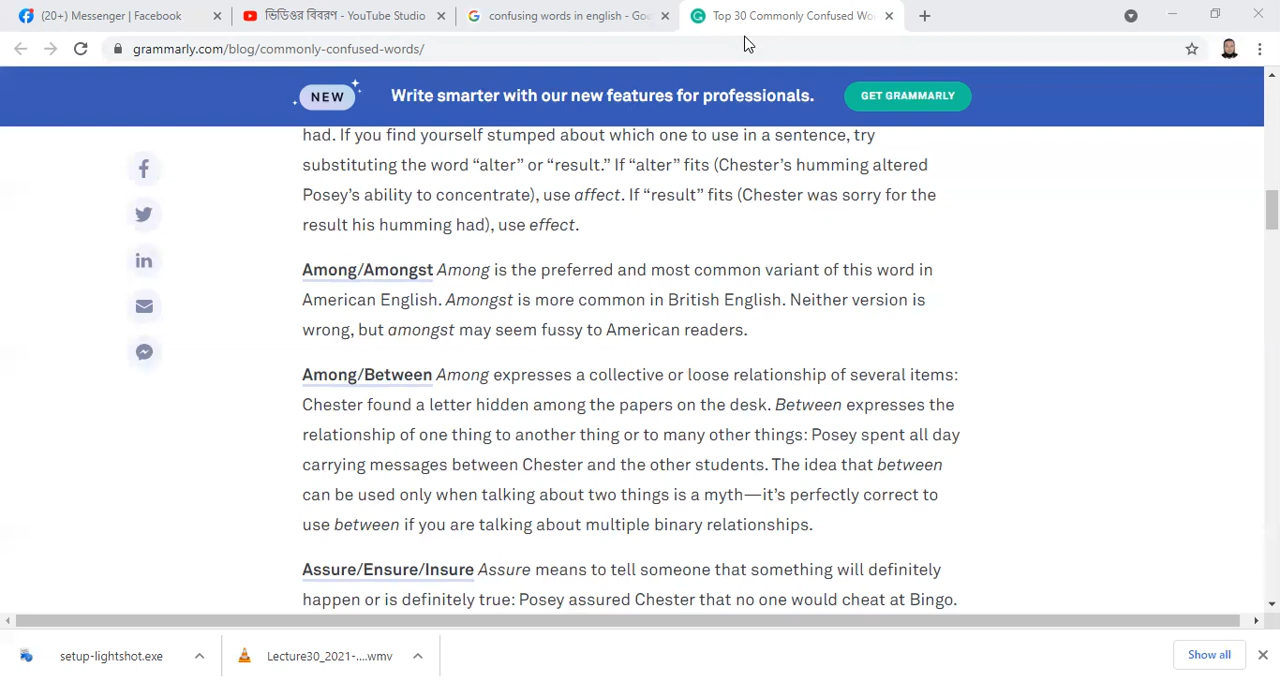 (20+) Messenger | Facebook
ভিডিওর বিবরণ - YouTube Studio
confusing words in english - Goo
Top 30 Commonly Confused Wo
grammarly.com/blog/commonly-confused-words/
NEW
Write smarter with our new features for professionals.
GET GRAMMARLY
had. If you find yourself stumped about which one to use in a sentence, try
substituting the word “alter” or “result.” If “alter” fits (Chester’s humming altered
Posey’s ability to concentrate), use affect. If “result” fits (Chester was sorry for the
result his humming had), use effect.
Among/Amongst Among is the preferred and most common variant of this word in
American English. Amongst is more common in British English. Neither version is
wrong, but amongst may seem fussy to American readers.
Among/Between Among expresses a collective or loose relationship of several items:
Chester found a letter hidden among the papers on the desk. Between expresses the
relationship of one thing to another thing or to many other things: Posey spent all day
carrying messages between Chester and the other students. The idea that between
can be used only when talking about two things is a myth—it’s perfectly correct to
use between if you are talking about multiple binary relationships.
Assure/Ensure/Insure Assure means to tell someone that something will definitely
happen or is definitely true: Posey assured Chester that no one would cheat at Bingo.
setup-lightshot.exe
Lecture30_2021-....wmv
Show all